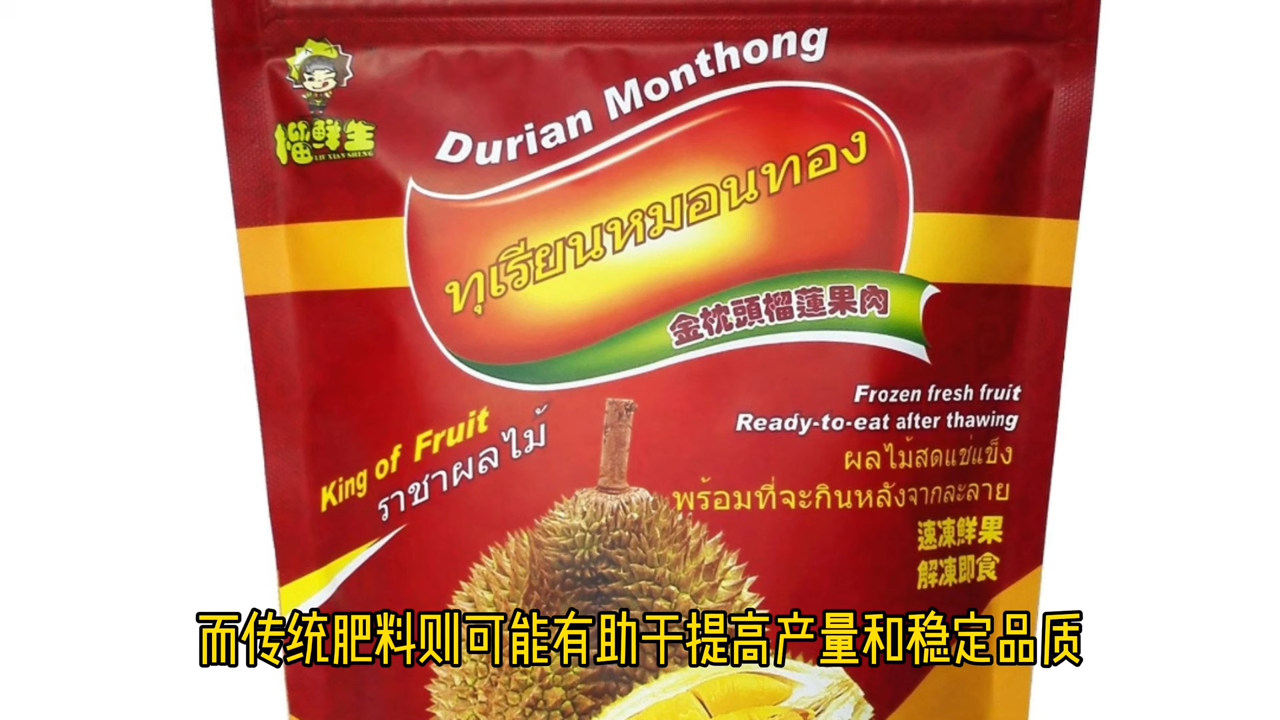 榴鲜生
LIU XIAN SHENG
Durian Monthong
ทุเรียนหมอนทอง
金枕頭榴蓮果肉
King of Fruit
ราชาผลไม้
Frozen fresh fruit
Ready-to-eat after thawing
ผลไม้สดแช่แข็ง
พร้อมที่จะกินหลังจากละลาย
速凍鮮果
解凍即食
而传统肥料则可能有助于提高产量和稳定品质